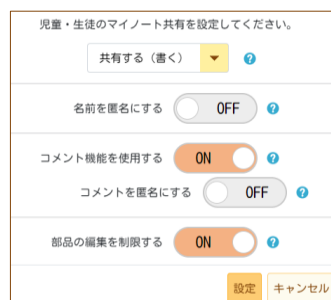 児童・生徒のマイノート共有を設定してください。
共有する（書く） ?
名前を匿名にする OFF ?
コメント機能を使用する ON ?
コメントを匿名にする OFF ?
部品の編集を制限する ON ?
設定 キャンセル